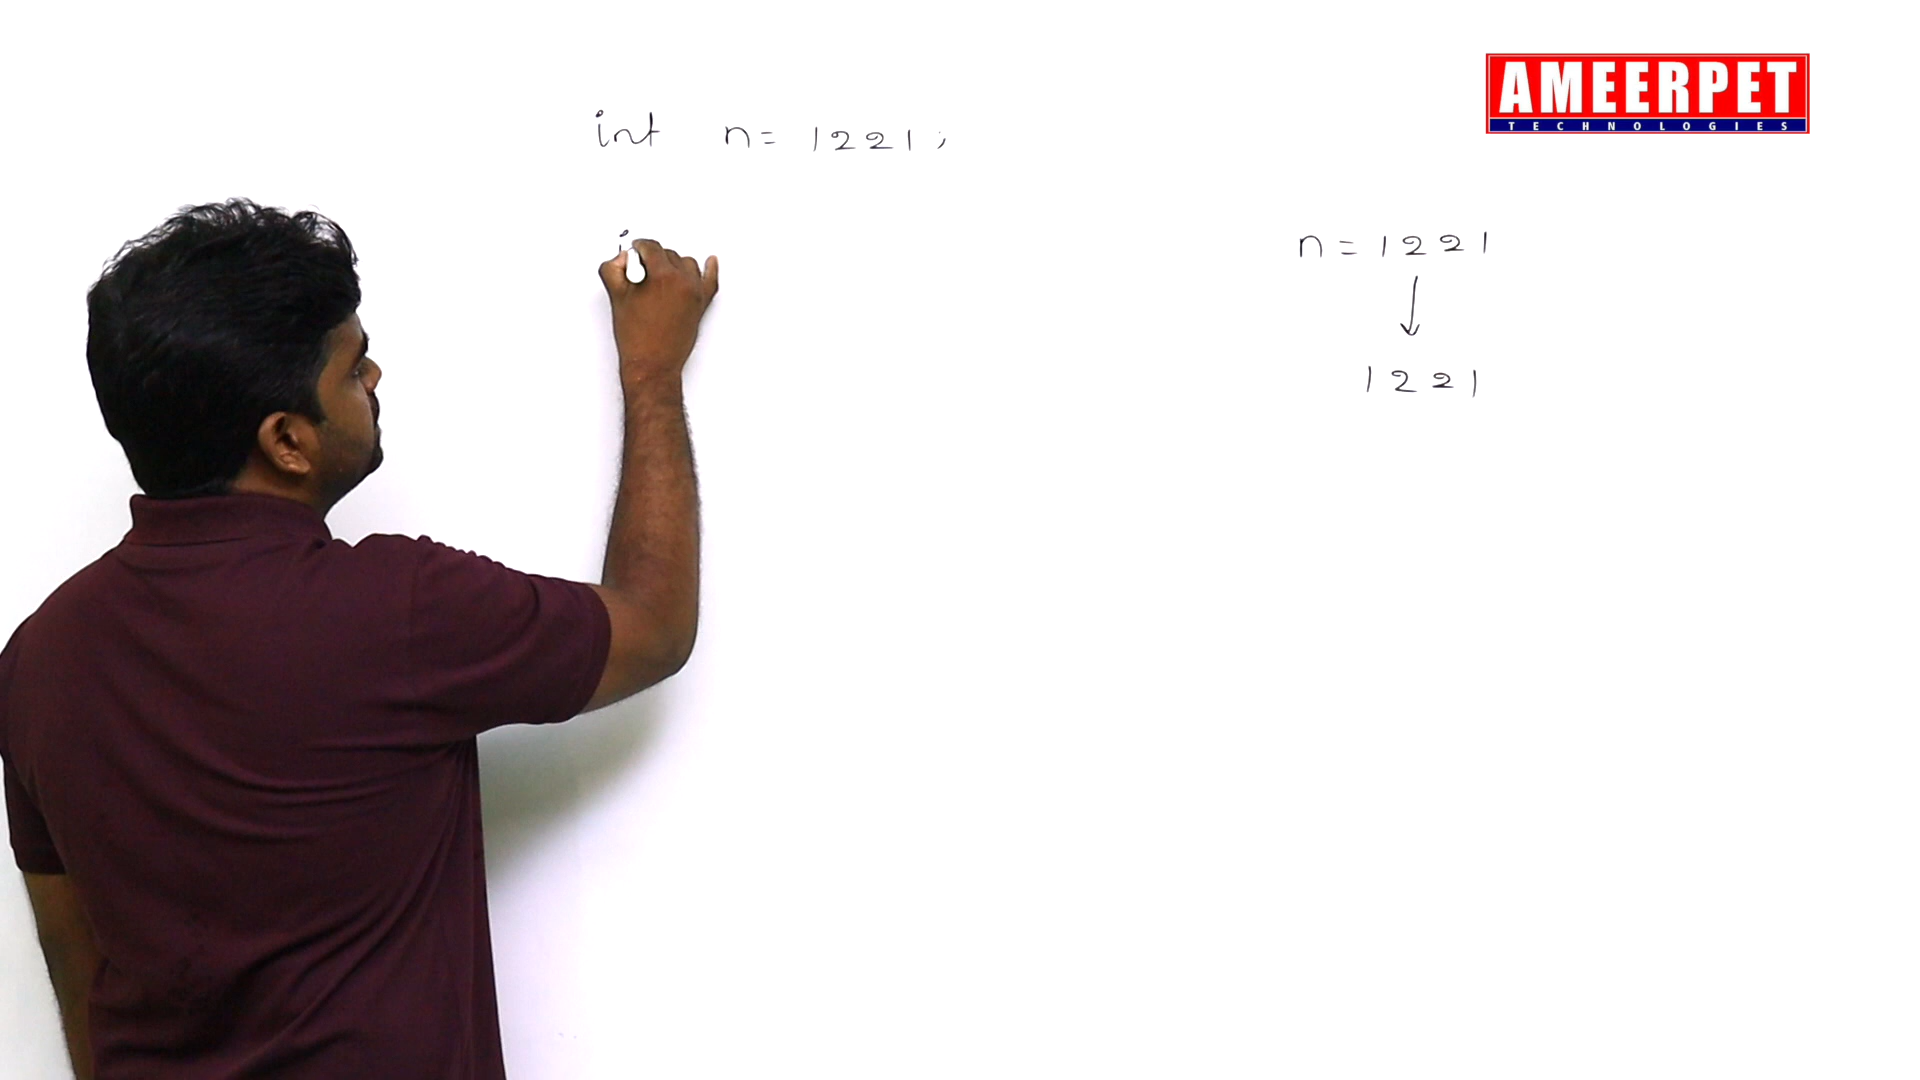 AMEERPET
TECHNOLOGIES
int n = 1221;
i
n = 1221
1221